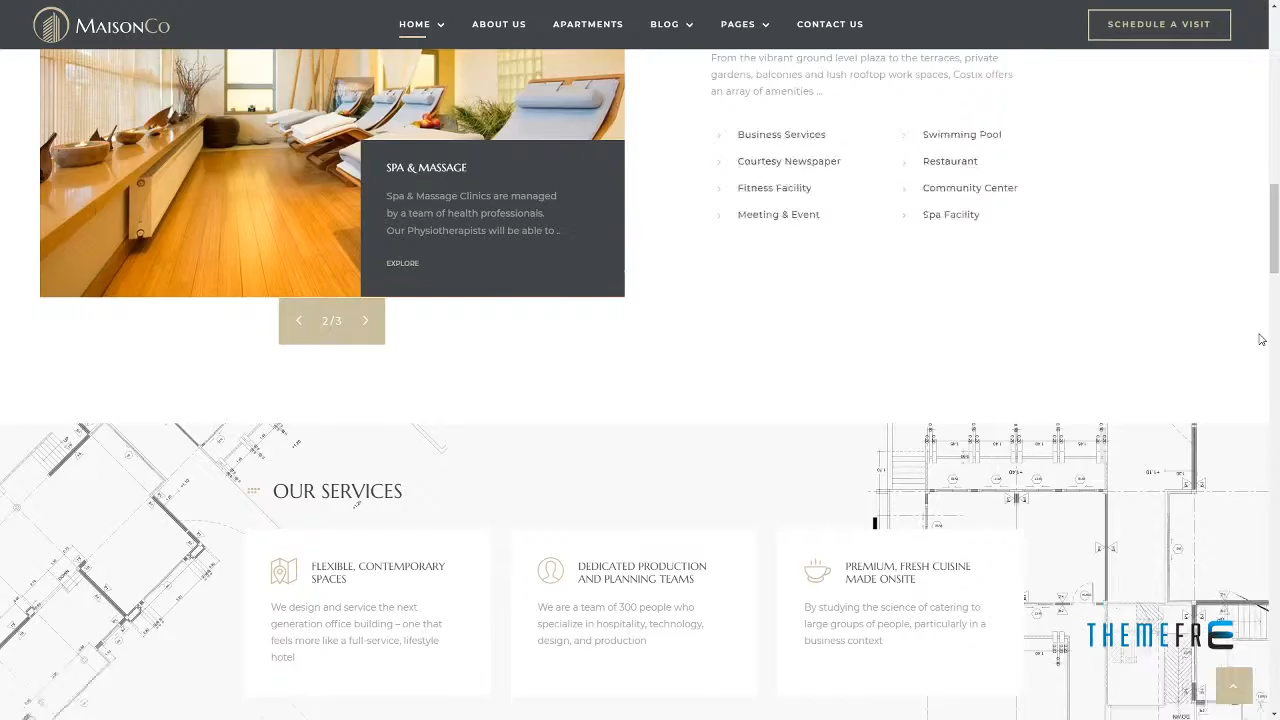 MAISONCO
HOME
ABOUT US
APARTMENTS
BLOG
PAGES
CONTACT US
SCHEDULE A VISIT
From the vibrant ground level plaza to the terraces, private
gardens, balconies and lush rooftop work spaces, Costix offers
an array of amenities ...
Business Services
Swimming Pool
Courtesy Newspaper
Restaurant
Fitness Facility
Community Center
Meeting & Event
Spa Facility
SPA & MASSAGE
Spa & Massage Clinics are managed
by a team of health professionals.
Our Physiotherapists will be able to ..
EXPLORE
2/3
OUR SERVICES
FLEXIBLE, CONTEMPORARY
SPACES
We design and service the next
generation office building – one that
feels more like a full-service, lifestyle
hotel
DEDICATED PRODUCTION
AND PLANNING TEAMS
We are a team of 300 people who
specialize in hospitality, technology,
design, and production
PREMIUM, FRESH CUISINE
MADE ONSITE
By studying the science of catering to
large groups of people, particularly in a
business context
THEMEFRE